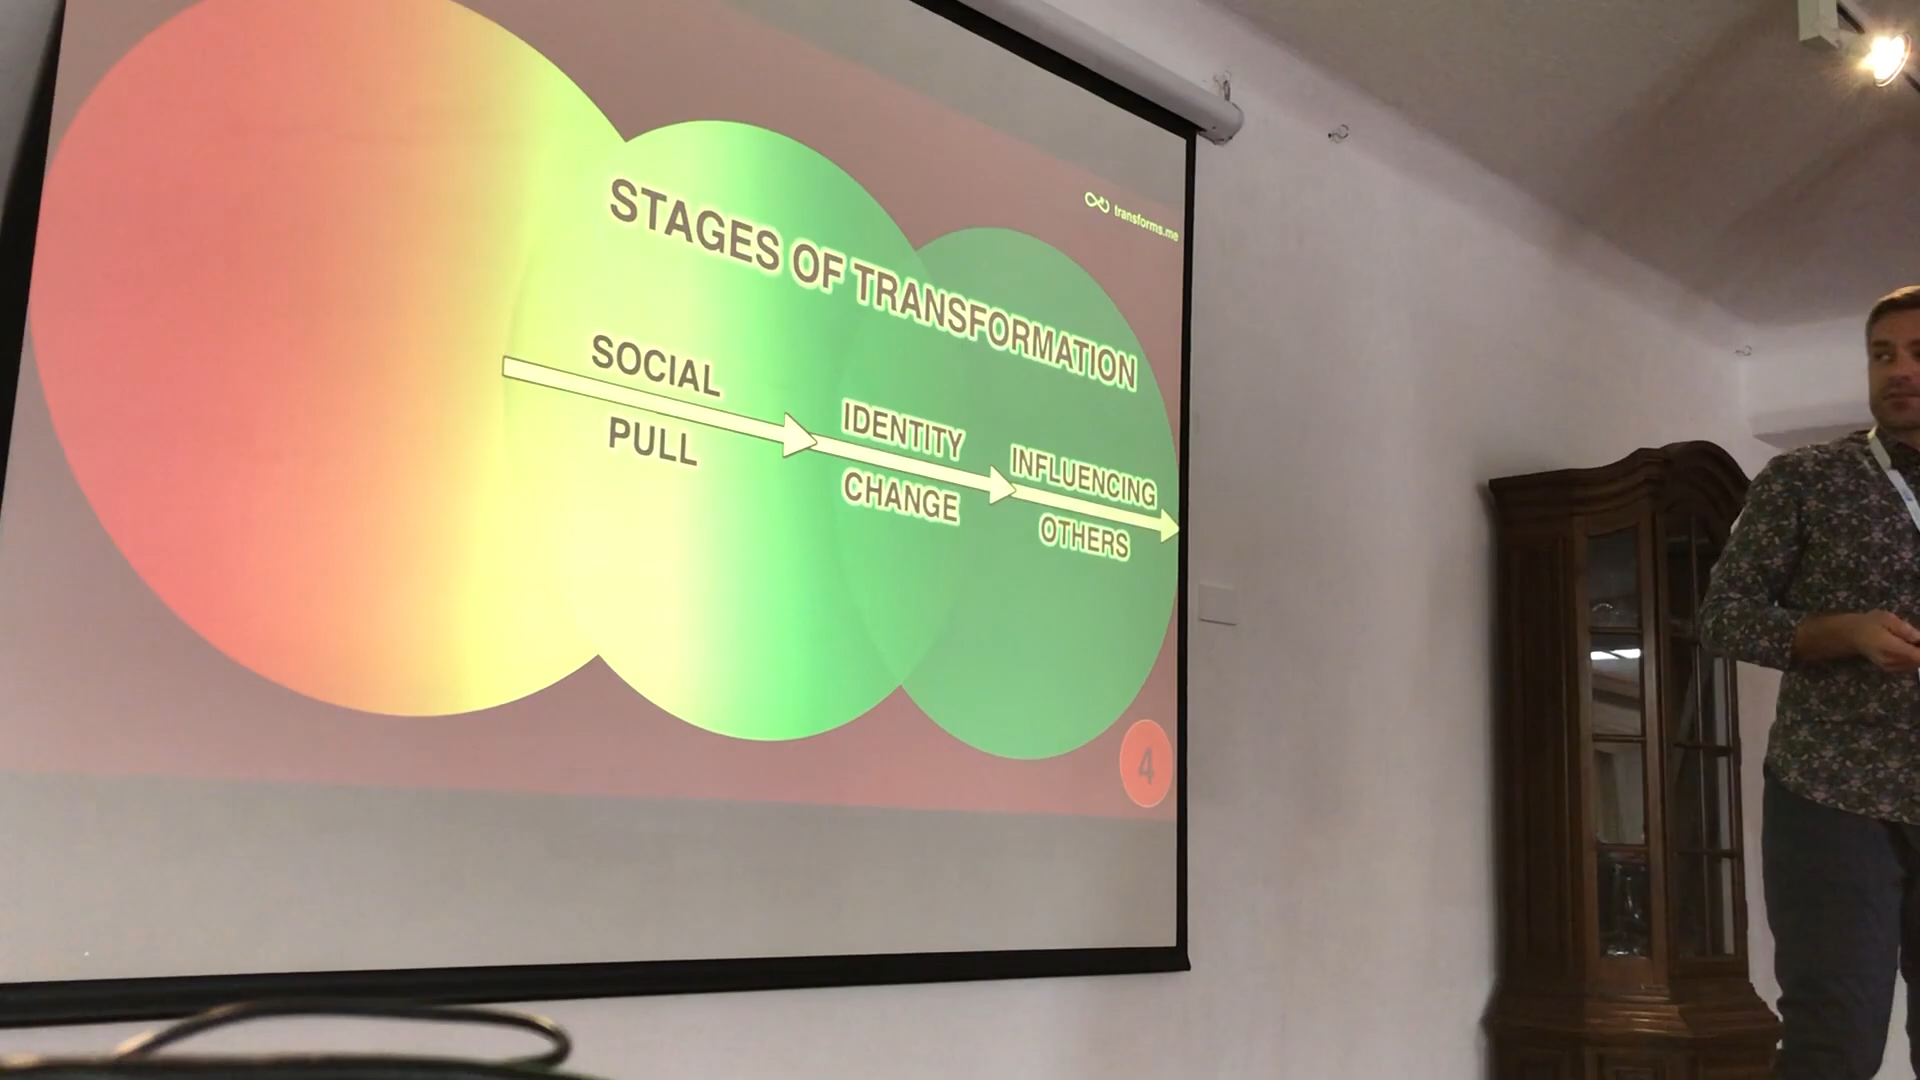 transforms.me
STAGES OF TRANSFORMATION
SOCIAL
PULL
IDENTITY
CHANGE
INFLUENCING
OTHERS
4